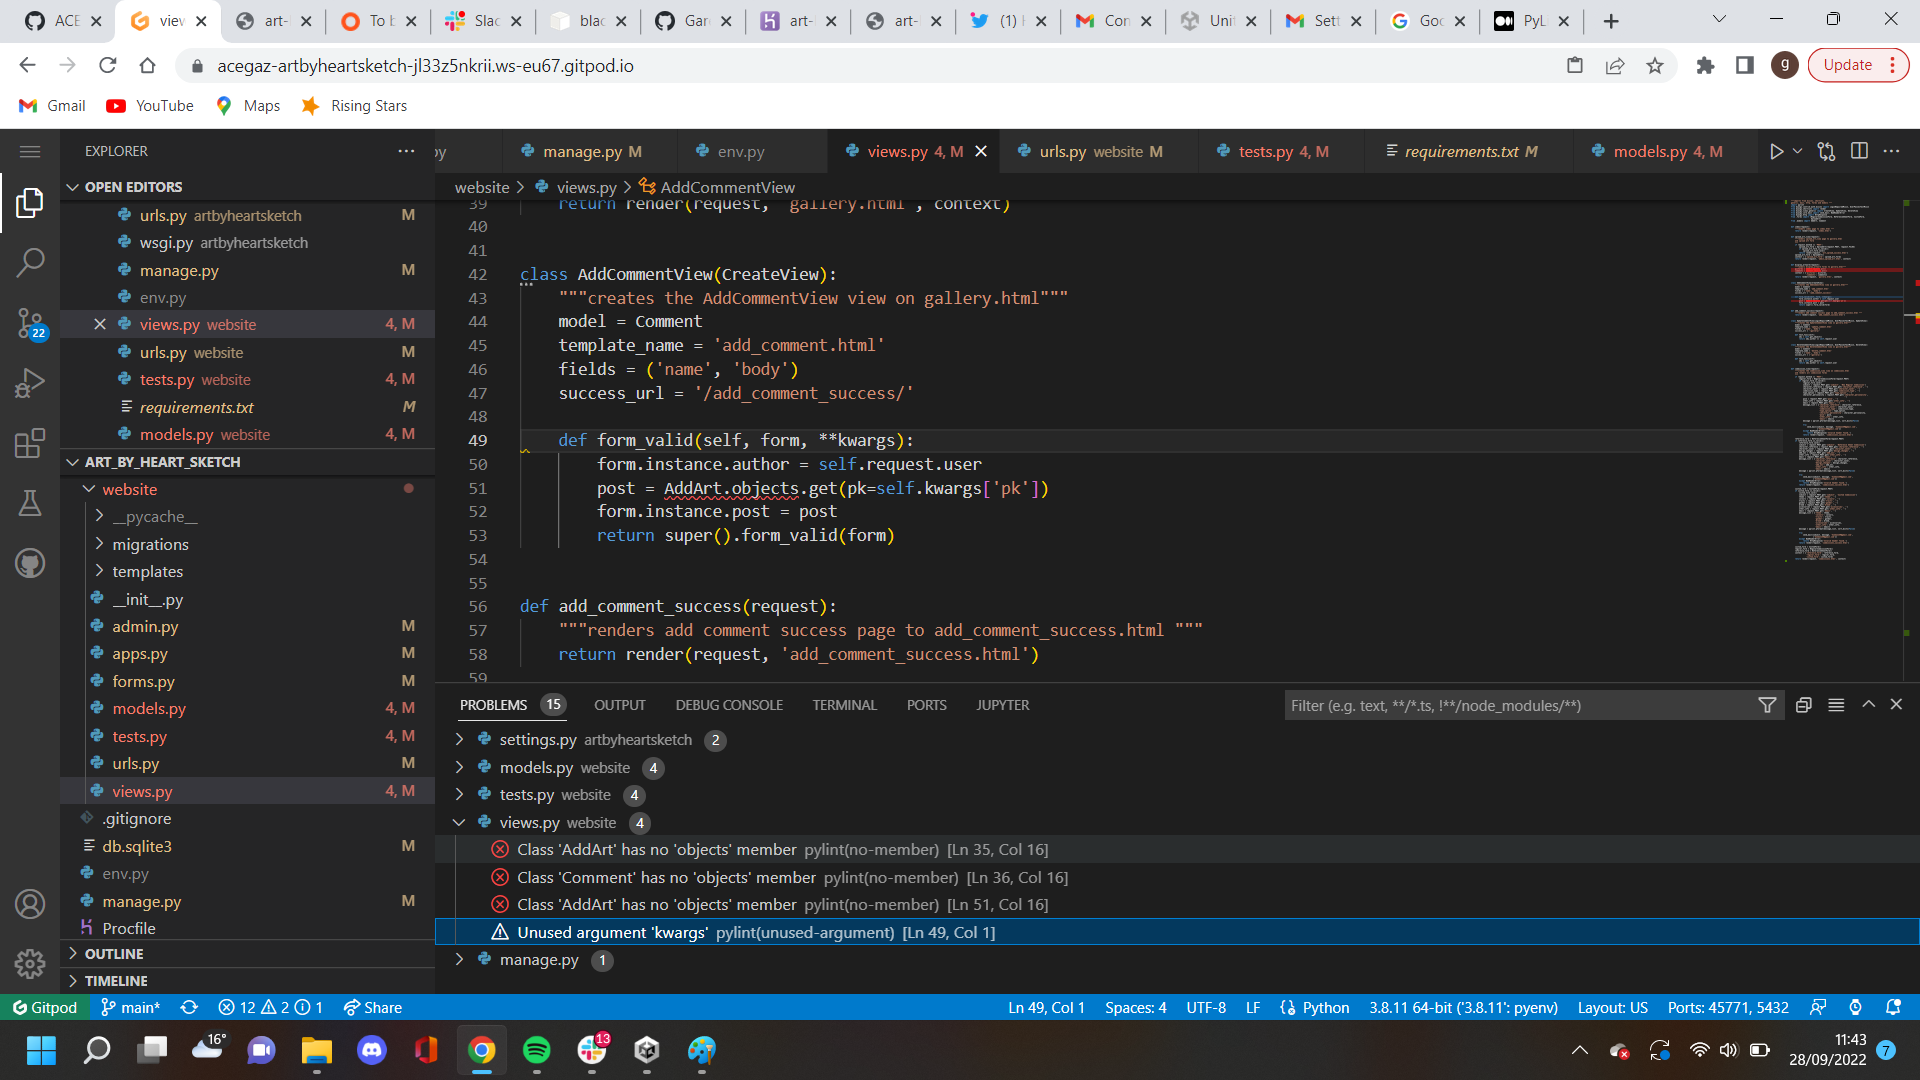 ACE
view
art-
To b
Slac
blac
Gar
art-
art-
(1)
Con
Unit
Sett
Goo
PyLi
acegaz-artbyheartsketch-jl33z5nkrii.ws-eu67.gitpod.io
g
Update
Gmail
YouTube
Maps
Rising Stars
EXPLORER
py
manage.py M
env.py
views.py 4, M
urls.py website M
tests.py 4, M
requirements.txt M
models.py 4, M
OPEN EDITORS
website > views.py > AddCommentView
urls.py artbyheartsketch M
wsgi.py artbyheartsketch
manage.py M
env.py
views.py website 4, M
urls.py website M
tests.py website 4, M
requirements.txt M
models.py website 4, M
22
ART_BY_HEART_SKETCH
website
__pycache__
migrations
templates
__init__.py
admin.py M
apps.py M
forms.py M
models.py 4, M
tests.py 4, M
urls.py M
views.py 4, M
.gitignore
db.sqlite3 M
env.py
manage.py M
Procfile
OUTLINE
TIMELINE
39 return render(request, 'gallery.html', context)
40
41
42 class AddCommentView(CreateView):
43 """creates the AddCommentView view on gallery.html"""
44 model = Comment
45 template_name = 'add_comment.html'
46 fields = ('name', 'body')
47 success_url = '/add_comment_success/'
48
49 def form_valid(self, form, **kwargs):
50 form.instance.author = self.request.user
51 post = AddArt.objects.get(pk=self.kwargs['pk'])
52 form.instance.post = post
53 return super().form_valid(form)
54
55
56 def add_comment_success(request):
57 """renders add comment success page to add_comment_success.html """
58 return render(request, 'add_comment_success.html')
59
PROBLEMS 15 OUTPUT DEBUG CONSOLE TERMINAL PORTS JUPYTER
Filter (e.g. text, **/*.ts, !**/node_modules/**)
settings.py artbyheartsketch 2
models.py website 4
tests.py website 4
views.py website 4
Class 'AddArt' has no 'objects' member pylint(no-member) [Ln 35, Col 16]
Class 'Comment' has no 'objects' member pylint(no-member) [Ln 36, Col 16]
Class 'AddArt' has no 'objects' member pylint(no-member) [Ln 51, Col 16]
Unused argument 'kwargs' pylint(unused-argument) [Ln 49, Col 1]
manage.py 1
Gitpod main* 12 2 1 Share
Ln 49, Col 1 Spaces: 4 UTF-8 LF Python 3.8.11 64-bit ('3.8.11': pyenv) Layout: US Ports: 45771, 5432
16°
13
11:43
28/09/2022
7